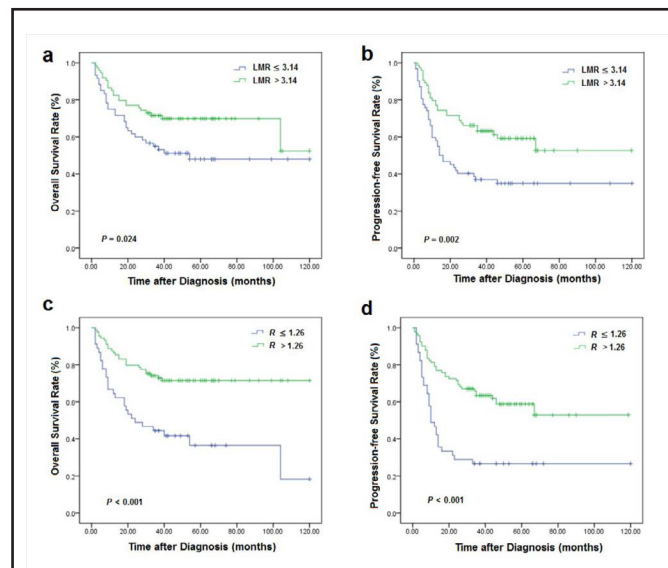 a
Overall Survival Rate (%)
LMR ≤ 3.14
LMR > 3.14
1.0
0.8
0.6
0.4
0.2
0.0
P = 0.024
0.00 20.00 40.00 60.00 80.00 100.00 120.00
Time after Diagnosis (months)
b
Progression-free Survival Rate (%)
LMR ≤ 3.14
LMR > 3.14
1.0
0.8
0.6
0.4
0.2
0.0
P = 0.002
0.00 20.00 40.00 60.00 80.00 100.00 120.00
Time after Diagnosis (months)
c
Overall Survival Rate (%)
R ≤ 1.26
R > 1.26
1.0
0.8
0.6
0.4
0.2
0.0
P < 0.001
0.00 20.00 40.00 60.00 80.00 100.00 120.00
Time after Diagnosis (months)
d
Progression-free Survival Rate (%)
R ≤ 1.26
R > 1.26
1.0
0.8
0.6
0.4
0.2
0.0
P < 0.001
0.00 20.00 40.00 60.00 80.00 100.00 120.00
Time after Diagnosis (months)